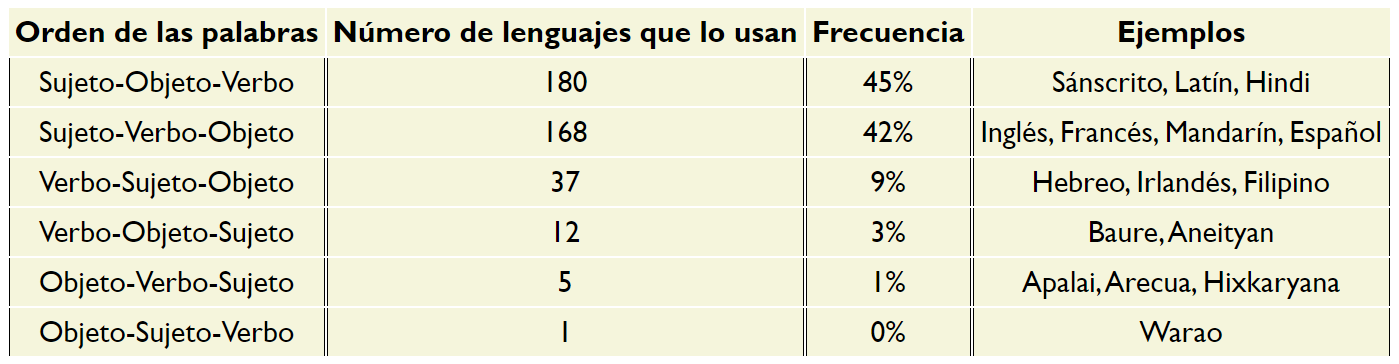 Orden de las palabras Número de lenguajes que lo usan Frecuencia Ejemplos
Sujeto-Objeto-Verbo 180 45% Sánscrito, Latín, Hindi
Sujeto-Verbo-Objeto 168 42% Inglés, Francés, Mandarín, Español
Verbo-Sujeto-Objeto 37 9% Hebreo, Irlandés, Filipino
Verbo-Objeto-Sujeto 12 3% Baure, Aneityan
Objeto-Verbo-Sujeto 5 1% Apalai, Arecua, Hixkaryana
Objeto-Sujeto-Verbo 1 0% Warao